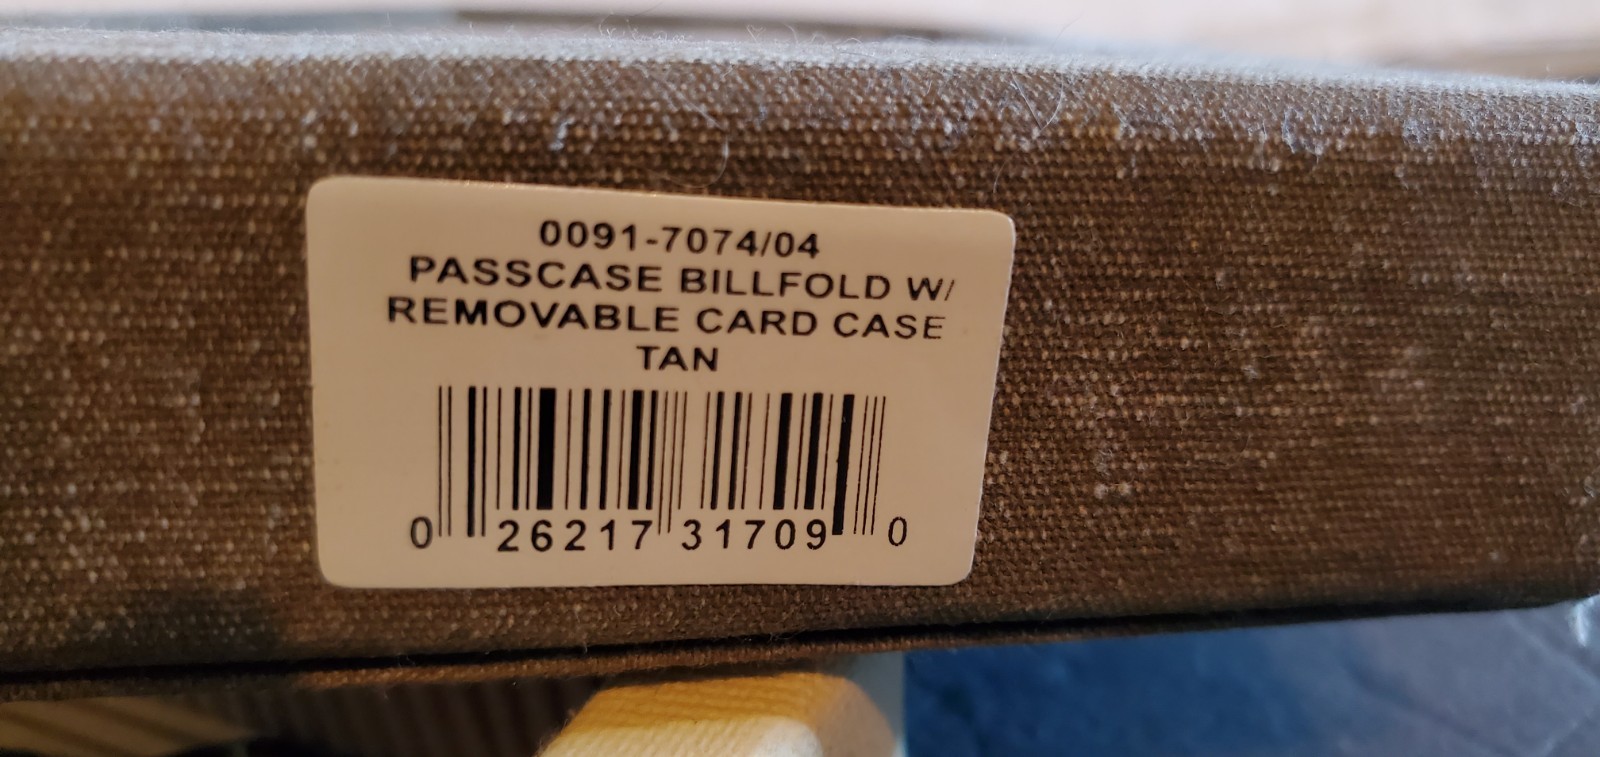 0091-7074/04
PASSCASE BILLFOLD W/
REMOVABLE CARD CASE
TAN
0 26217 31709 0